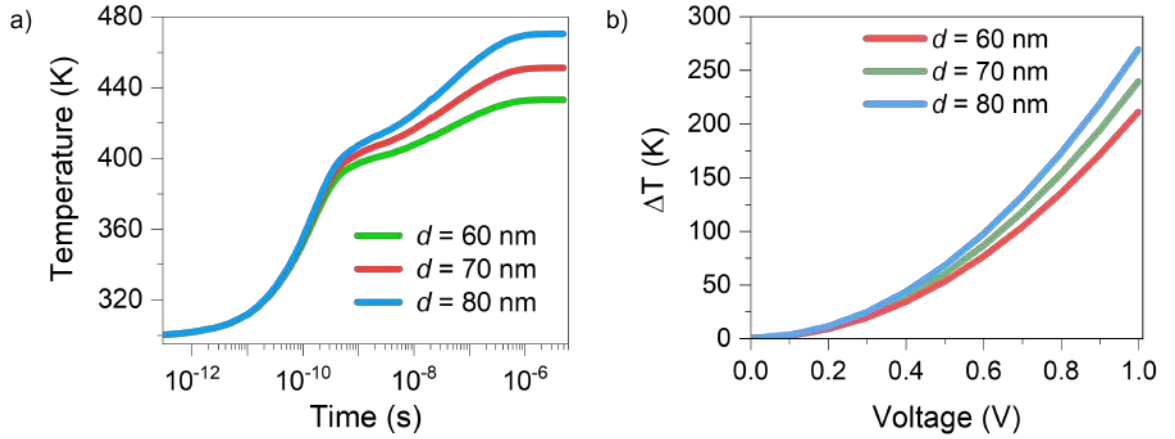 a)
Temperature (K)
480
440
400
360
320
d = 60 nm
d = 70 nm
d = 80 nm
10⁻¹² 10⁻¹⁰ 10⁻⁸ 10⁻⁶
Time (s)
b)
ΔT (K)
300
250
200
150
100
50
0
d = 60 nm
d = 70 nm
d = 80 nm
0.0 0.2 0.4 0.6 0.8 1.0
Voltage (V)